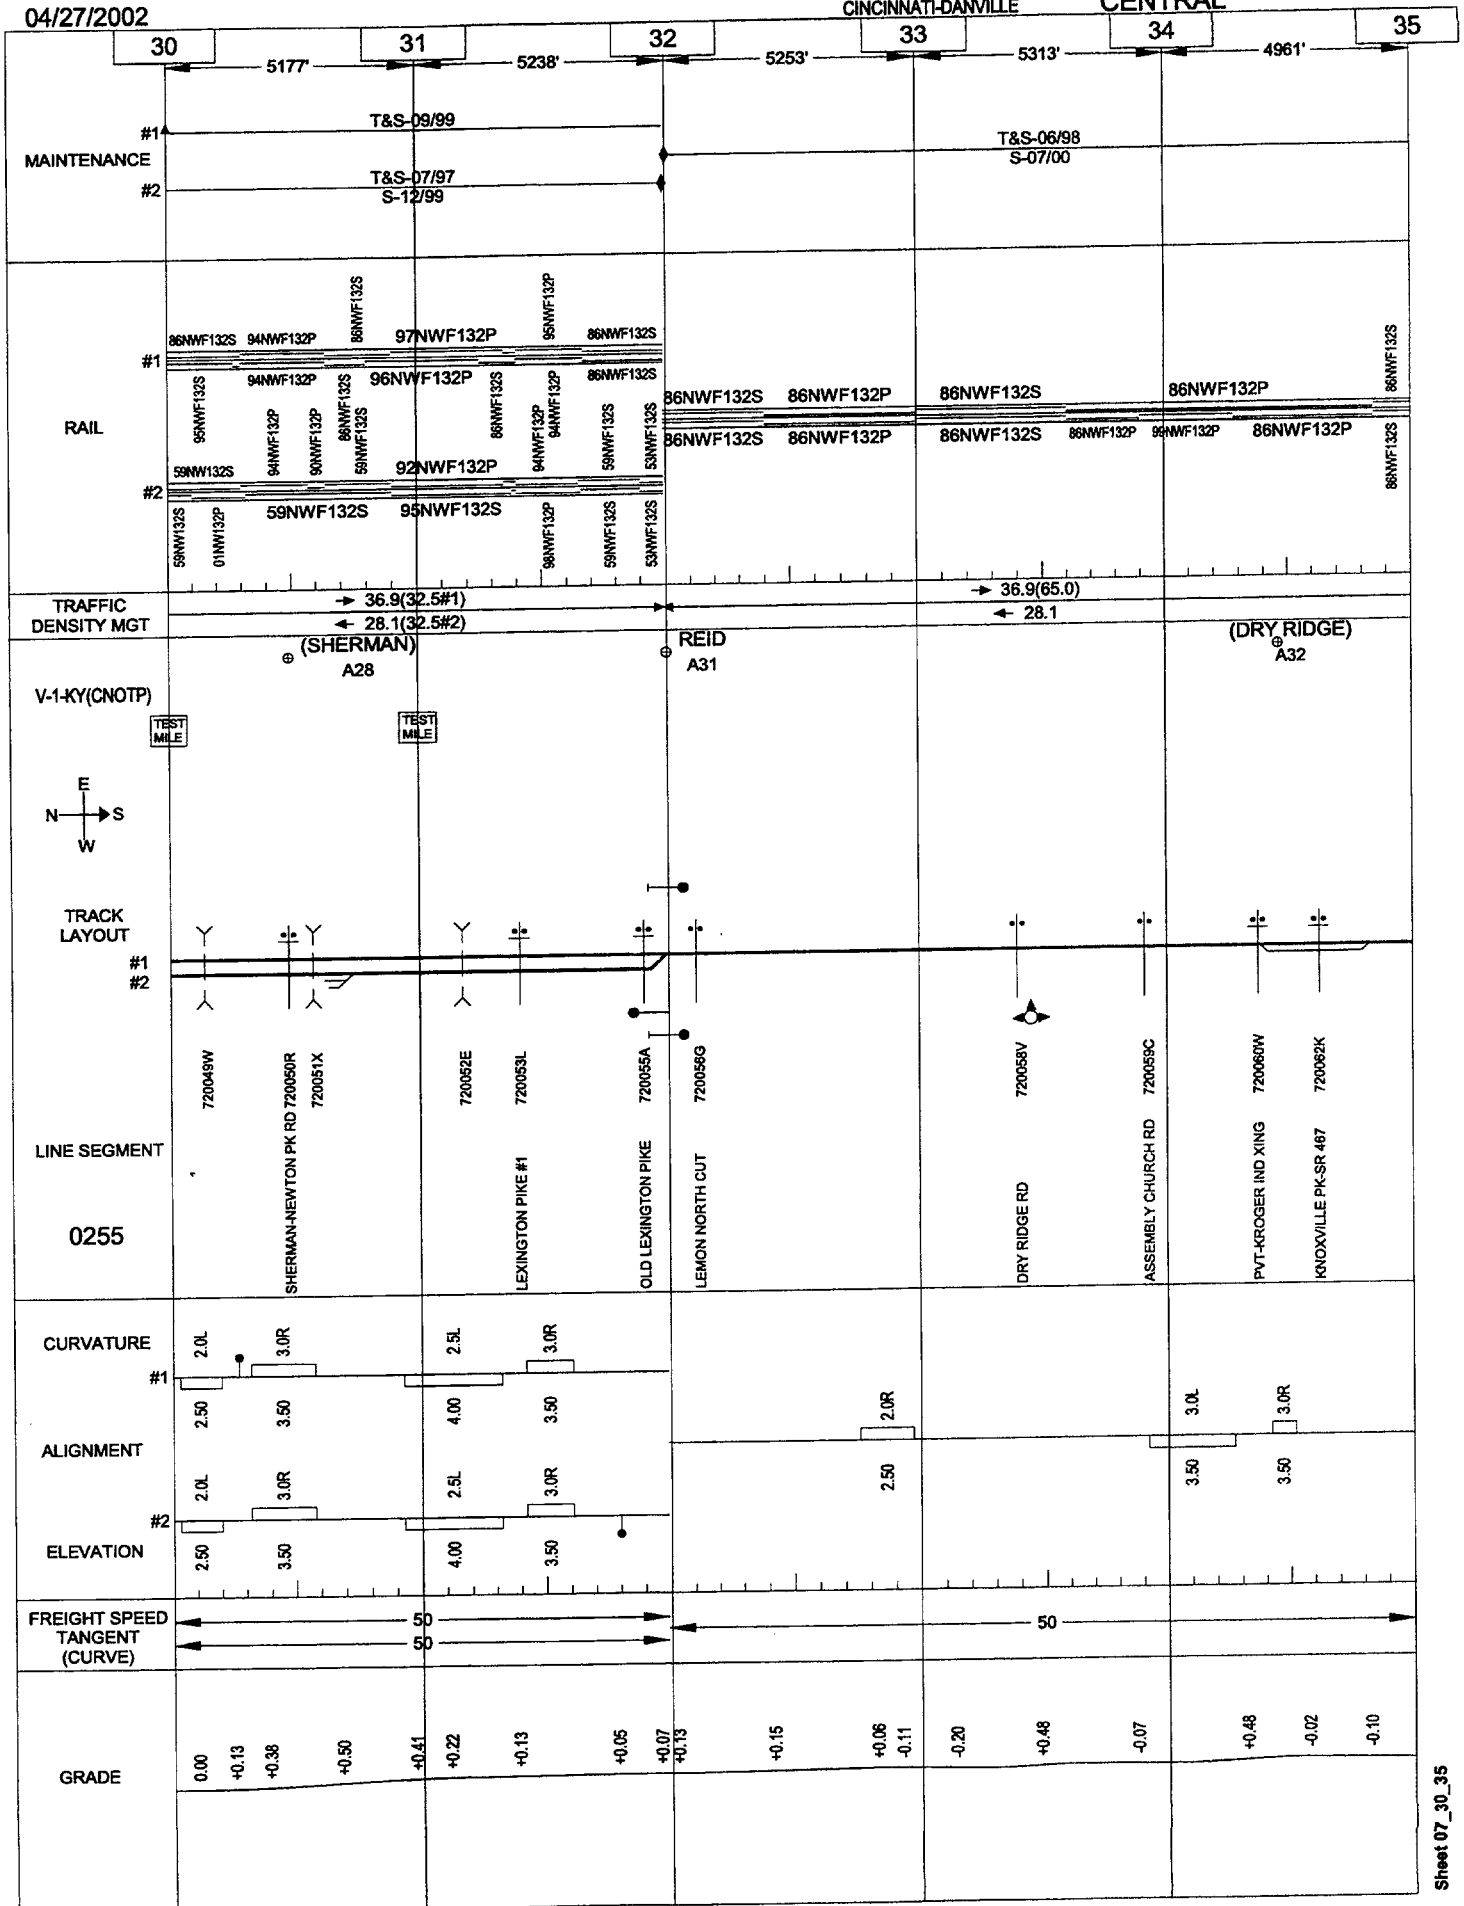 04/27/2002
CINCINNATI-DANVILLE CENTRAL
30 31 32 33 34 35
5177' 5238' 5253' 5313' 4961'
MAINTENANCE
#1 T&S-09/99
T&S-06/98
S-07/00
#2 T&S-07/97
S-12/99
RAIL
#1
86NWF132S 94NWF132P 86NWF132S 97NWF132P 95NWF132P 86NWF132S
94NWF132P 96NWF132P 86NWF132S
95NWF132S 94NWF132P 90NWF132P 86NWF132S 59NWF132S 86NWF132S 94NWF132P 94NWF132P 59NWF132S 53NWF132S
86NWF132S 86NWF132P 86NWF132S 86NWF132P 86NWF132S
86NWF132S 86NWF132P 86NWF132S 86NWF132P 99NWF132P 86NWF132P 86NWF132S
#2
59NW132S 92NWF132P
59NWF132S 95NWF132S
59NW132S 01NW132P 98NWF132P 59NWF132S 53NWF132S
TRAFFIC
DENSITY MGT
36.9(32.5#1) 36.9(65.0)
28.1(32.5#2) 28.1
(SHERMAN) REID (DRY RIDGE)
A28 A31 A32
V-1-KY(CNOTP)
TEST
MILE
TEST
MILE
E
N S
W
TRACK
LAYOUT
#1
#2
720049W
SHERMAN-NEWTON PK RD 720050R
720051X
720052E
LEXINGTON PIKE #1 720053L
OLD LEXINGTON PIKE 720055A
LEMON NORTH CUT 720056G
DRY RIDGE RD 720058V
ASSEMBLY CHURCH RD 720059C
PVT-KROGER IND XING 720060W
KNOXVILLE PK-SR 467 720062K
LINE SEGMENT
0255
CURVATURE
#1
2.0L 3.0R 2.5L 3.0R
2.50 3.50 4.00 3.50
2.0R 3.0L 3.0R
2.50 3.50 3.50
ALIGNMENT
#2
2.0L 3.0R 2.5L 3.0R
2.50 3.50 4.00 3.50
ELEVATION
FREIGHT SPEED
TANGENT
(CURVE)
50 50
50
GRADE
0.00 +0.13 +0.38 +0.50 +0.41 +0.22 +0.13 +0.05 +0.07 +0.13 +0.15 +0.06 -0.11 -0.20 +0.48 -0.07 +0.48 -0.02 -0.10
Sheet 07_30_35